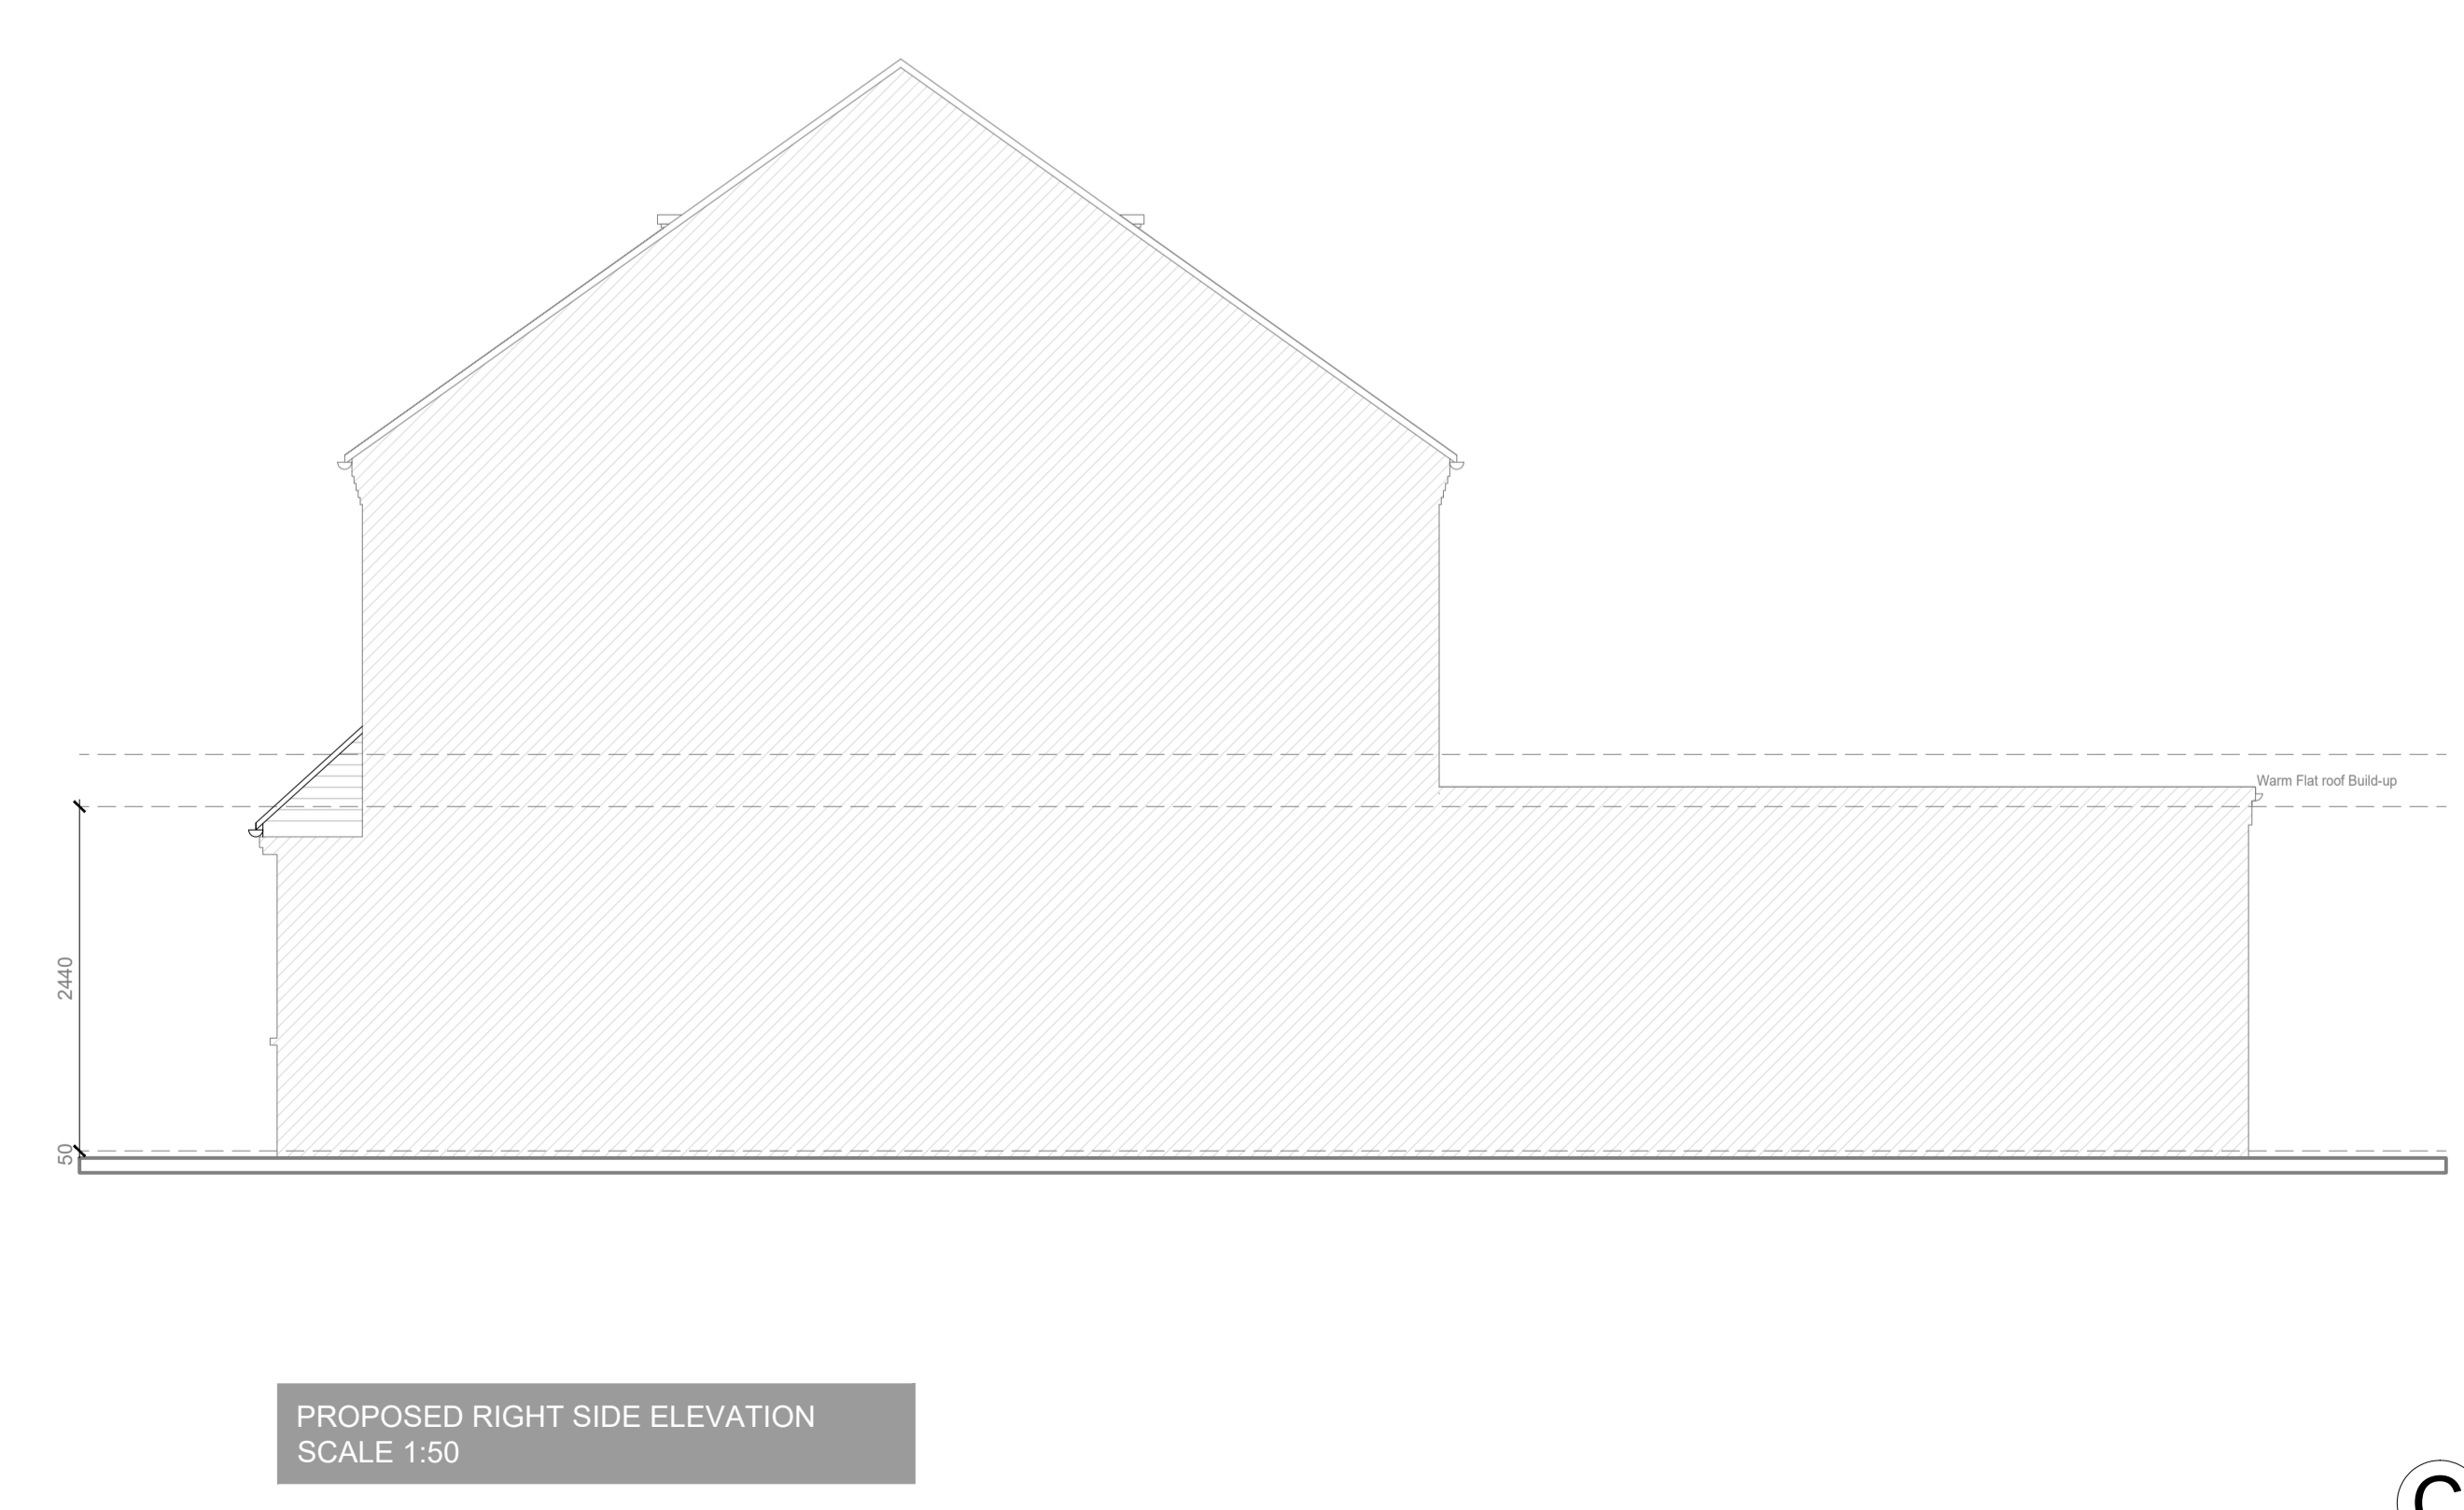 Warm Flat roof Build-up
2440
50
PROPOSED RIGHT SIDE ELEVATION
SCALE 1:50
C